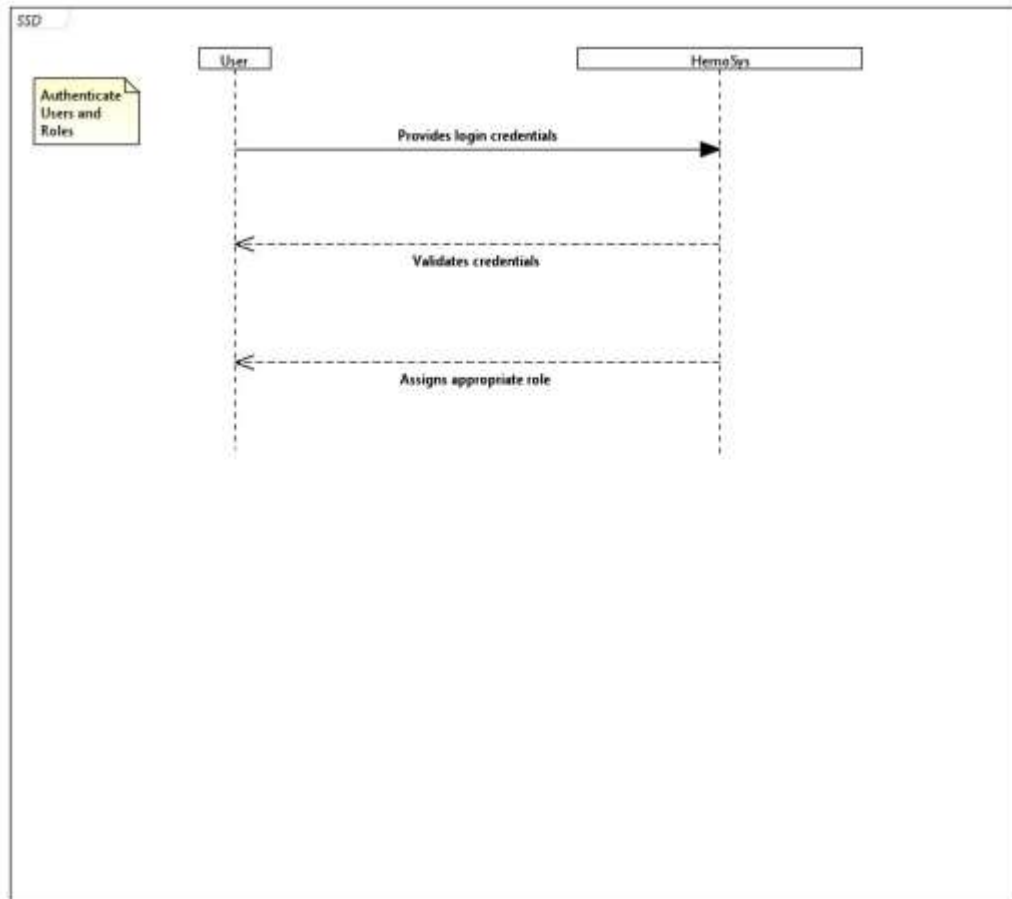 SSD
User
HemoSys
Authenticate
Users and
Roles
Provides login credentials
Validates credentials
Assigns appropriate role